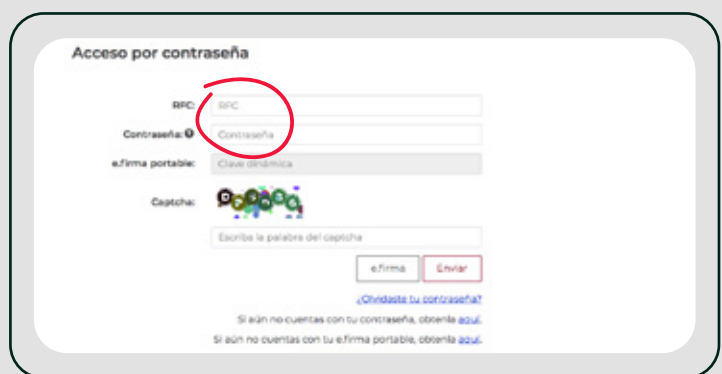 Acceso por contraseña
RFC: RFC
Contraseña: Contraseña
e.firma portable: Clave dinámica
Captcha:
Escriba la palabra del captcha
e.firma Enviar
¿Olvidaste tu contraseña?
Si aún no cuentas con tu contraseña, obtenla aquí.
Si aún no cuentas con tu e.firma portable, obtenla aquí.